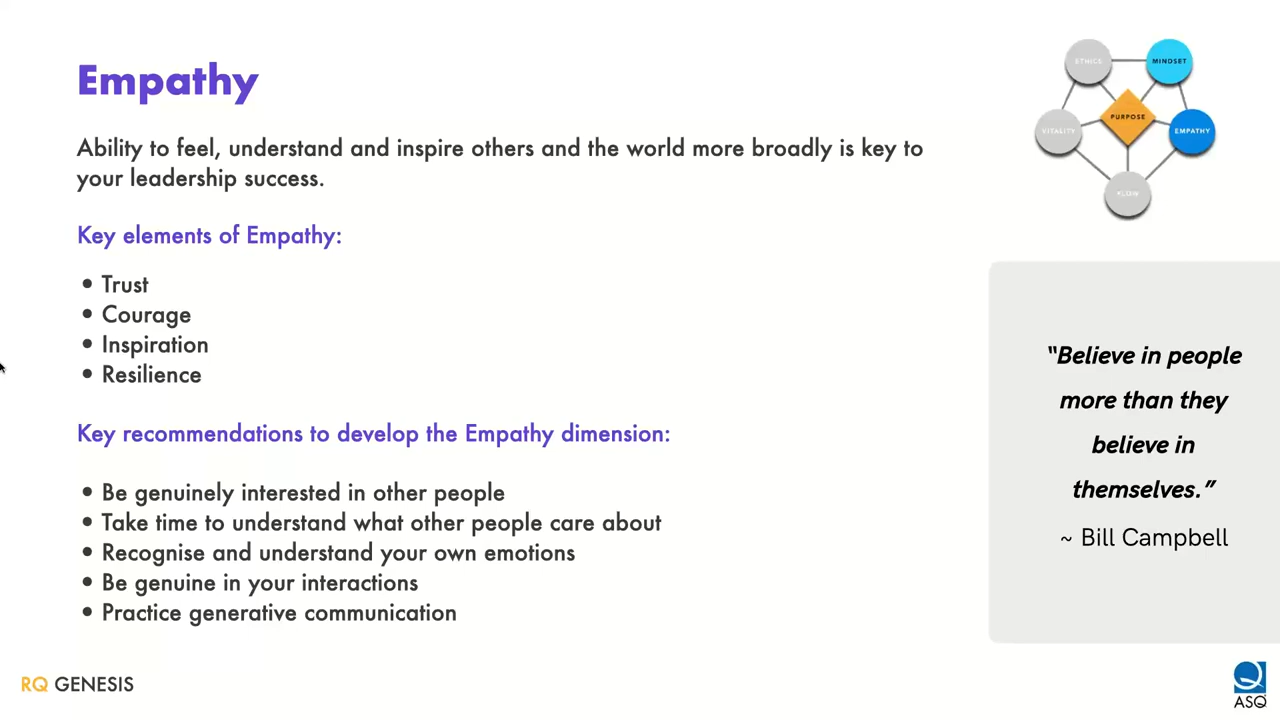 Empathy
Ability to feel, understand and inspire others and the world more broadly is key to
your leadership success.
Key elements of Empathy:
• Trust
• Courage
• Inspiration
• Resilience
Key recommendations to develop the Empathy dimension:
• Be genuinely interested in other people
• Take time to understand what other people care about
• Recognise and understand your own emotions
• Be genuine in your interactions
• Practice generative communication
ETHICS
MINDSET
PURPOSE
VITALITY
EMPATHY
FLOW
“Believe in people
more than they
believe in
themselves.”
~ Bill Campbell
RQ GENESIS
ASQ